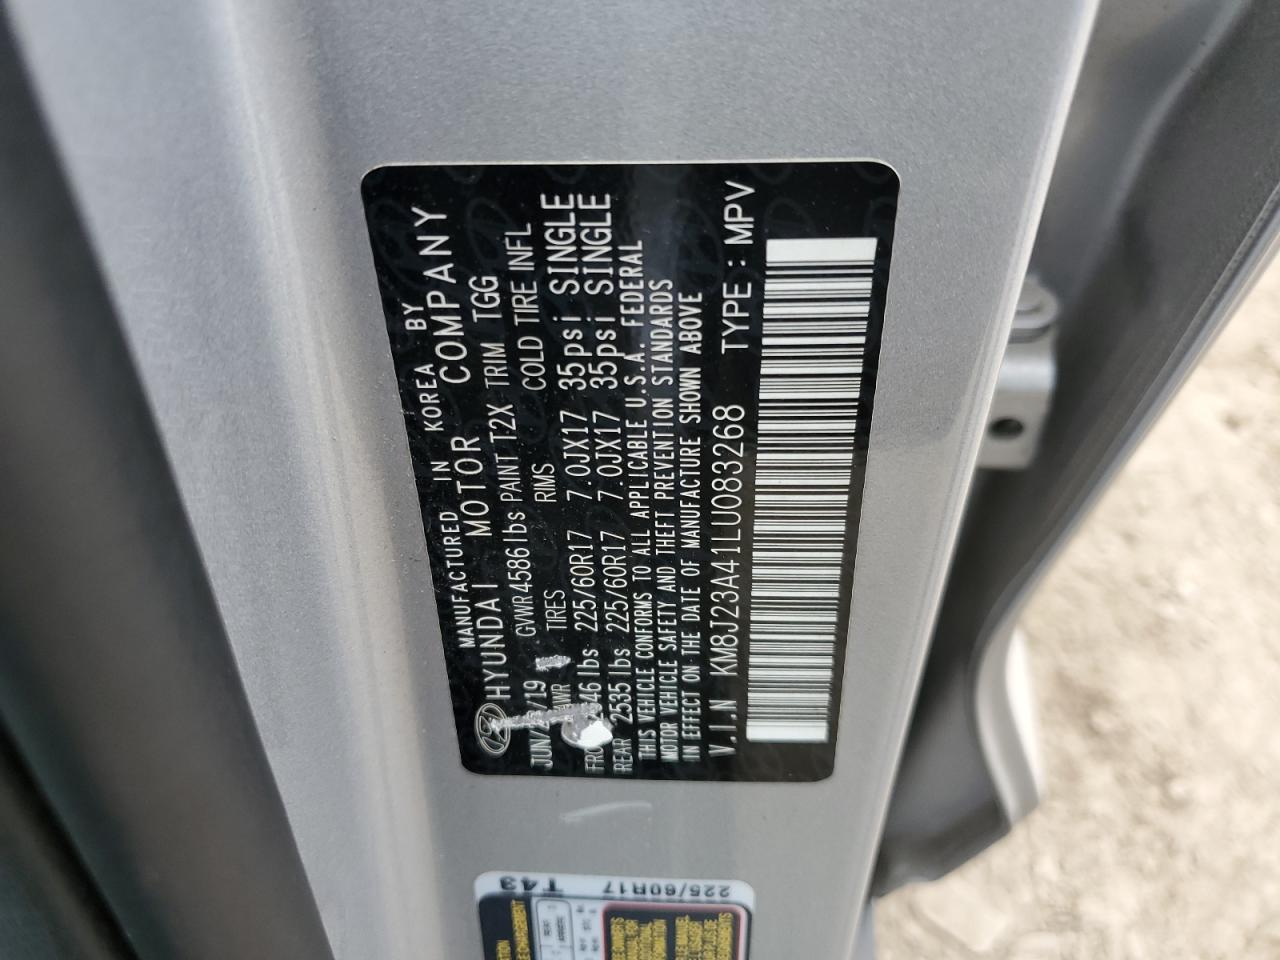 MANUFACTURED IN KOREA BY
HYUNDAI MOTOR COMPANY
GVWR 4586 lbs PAINT T2X TRIM TGG
JUN/ /19 TIRES RIMS COLD TIRE INFL
225/60R17 7.0JX17 35psi SINGLE
REAR 2535 lbs 225/60R17 7.0JX17 35psi SINGLE
THIS VEHICLE CONFORMS TO ALL APPLICABLE U.S.A. FEDERAL
MOTOR VEHICLE SAFETY AND THEFT PREVENTION STANDARDS
IN EFFECT ON THE DATE OF MANUFACTURE SHOWN ABOVE
V.I.N KM8J23A41LU083268 TYPE : MPV
T43
225/60R17